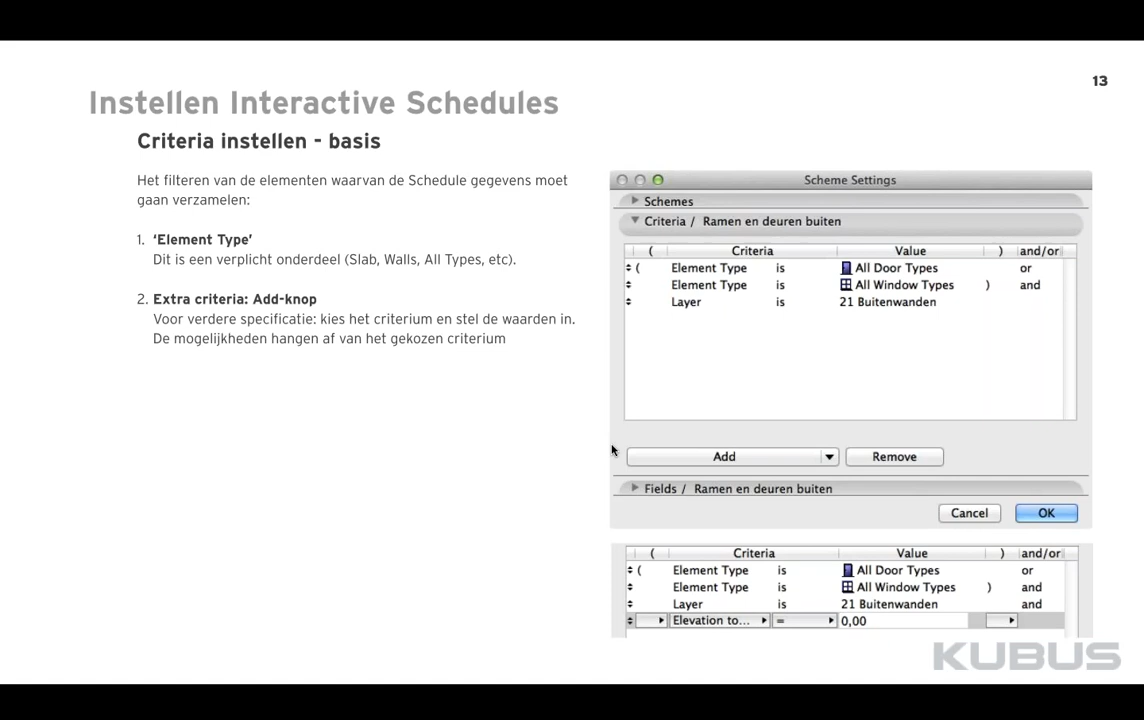 13
Instellen Interactive Schedules
Criteria instellen - basis
Het filteren van de elementen waarvan de Schedule gegevens moet
gaan verzamelen:
1. ‘Element Type’
Dit is een verplicht onderdeel (Slab, Walls, All Types, etc).
2. Extra criteria: Add-knop
Voor verdere specificatie: kies het criterium en stel de waarden in.
De mogelijkheden hangen af van het gekozen criterium
Scheme Settings
Schemes
Criteria / Ramen en deuren buiten
( Criteria Value ) and/or
( Element Type is All Door Types or
Element Type is All Window Types ) and
Layer is 21 Buitenwanden
Add Remove
Fields / Ramen en deuren buiten
Cancel OK
( Criteria Value ) and/or
( Element Type is All Door Types or
Element Type is All Window Types ) and
Layer is 21 Buitenwanden and
Elevation to... = 0,00
KUBUS